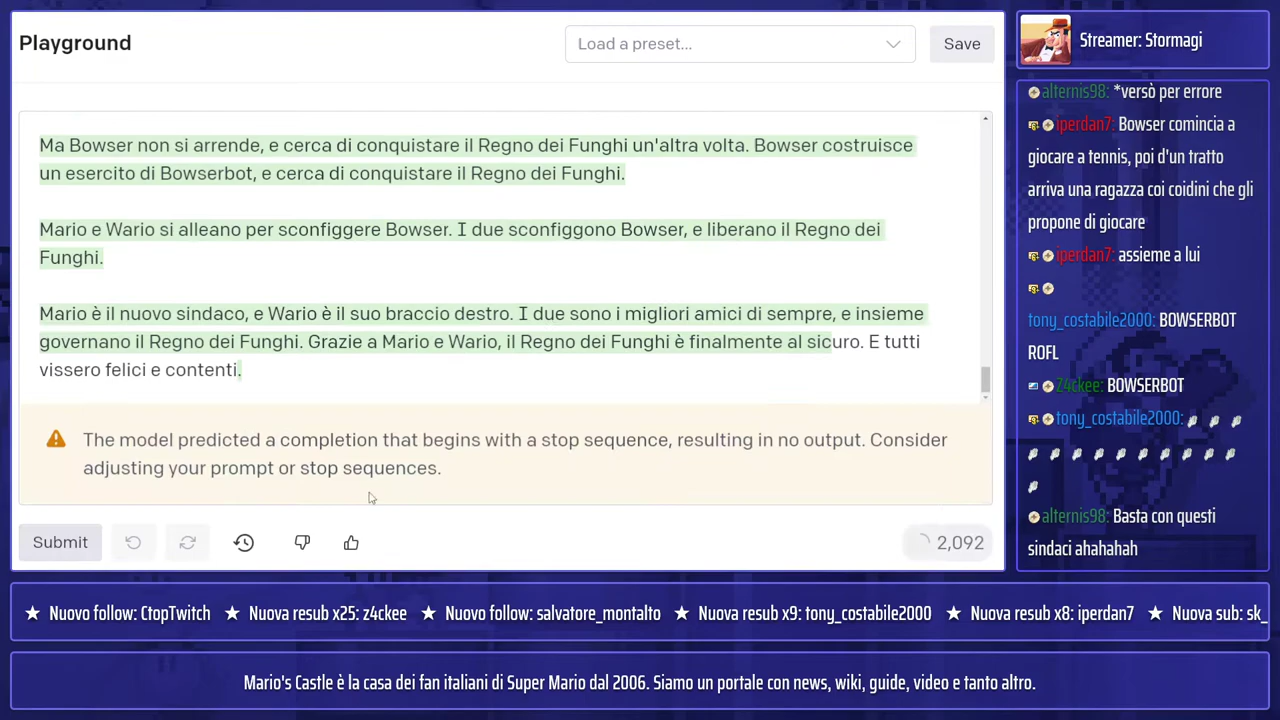 Playground
Load a preset...
Save
Ma Bowser non si arrende, e cerca di conquistare il Regno dei Funghi un'altra volta. Bowser costruisce
un esercito di Bowserbot, e cerca di conquistare il Regno dei Funghi.
Mario e Wario si alleano per sconfiggere Bowser. I due sconfiggono Bowser, e liberano il Regno dei
Funghi.
Mario è il nuovo sindaco, e Wario è il suo braccio destro. I due sono i migliori amici di sempre, e insieme
governano il Regno dei Funghi. Grazie a Mario e Wario, il Regno dei Funghi è finalmente al sicuro. E tutti
vissero felici e contenti.
The model predicted a completion that begins with a stop sequence, resulting in no output. Consider
adjusting your prompt or stop sequences.
Submit
2,092
Streamer: Stormagi
alternis98: *versò per errore
iperdan7: Bowser comincia a
giocare a tennis, poi d'un tratto
arriva una ragazza coi coidini che gli
propone di giocare
iperdan7: assieme a lui
tony_costabile2000: BOWSERBOT
ROFL
Z4ckee: BOWSERBOT
tony_costabile2000:
alternis98: Basta con questi
sindaci ahahahah
★ Nuovo follow: CtopTwitch ★ Nuova resub x25: z4ckee ★ Nuovo follow: salvatore_montalto ★ Nuova resub x9: tony_costabile2000 ★ Nuova resub x8: iperdan7 ★ Nuova sub: sk_
Mario's Castle è la casa dei fan italiani di Super Mario dal 2006. Siamo un portale con news, wiki, guide, video e tanto altro.